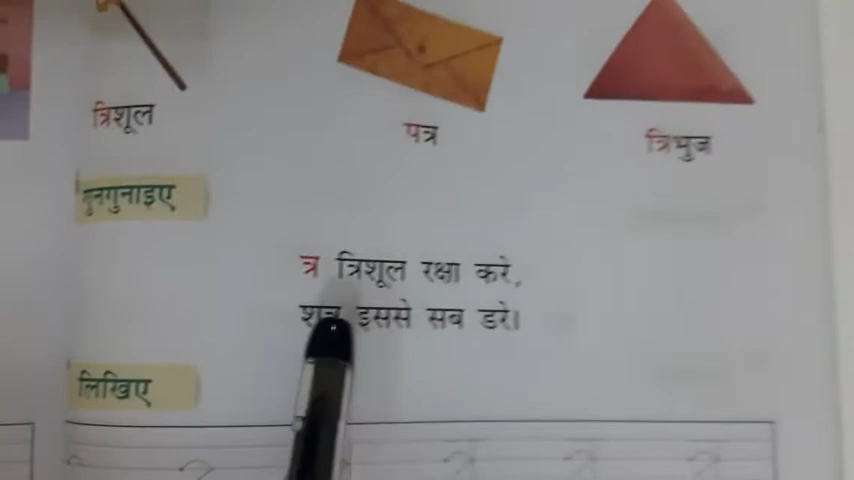 त्रिशूल
पत्र
त्रिभुज
गुनगुनाइए
त्र त्रिशूल रक्षा करे,
इससे सब डरे।
लिखिए